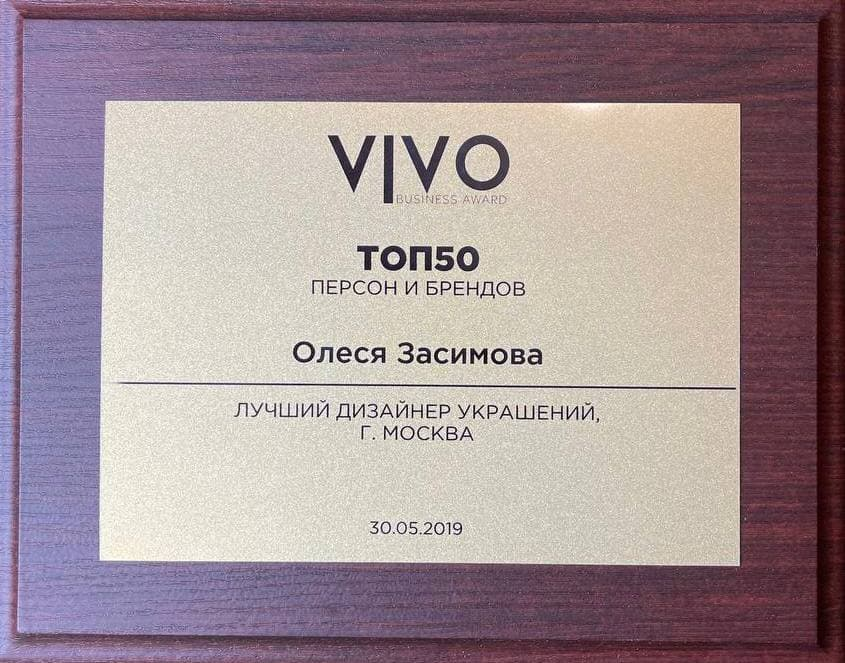 VIVO
BUSINESS AWARD
ТОП50
ПЕРСОН И БРЕНДОВ
Олеся Засимова
ЛУЧШИЙ ДИЗАЙНЕР УКРАШЕНИЙ,
Г. МОСКВА
30.05.2019